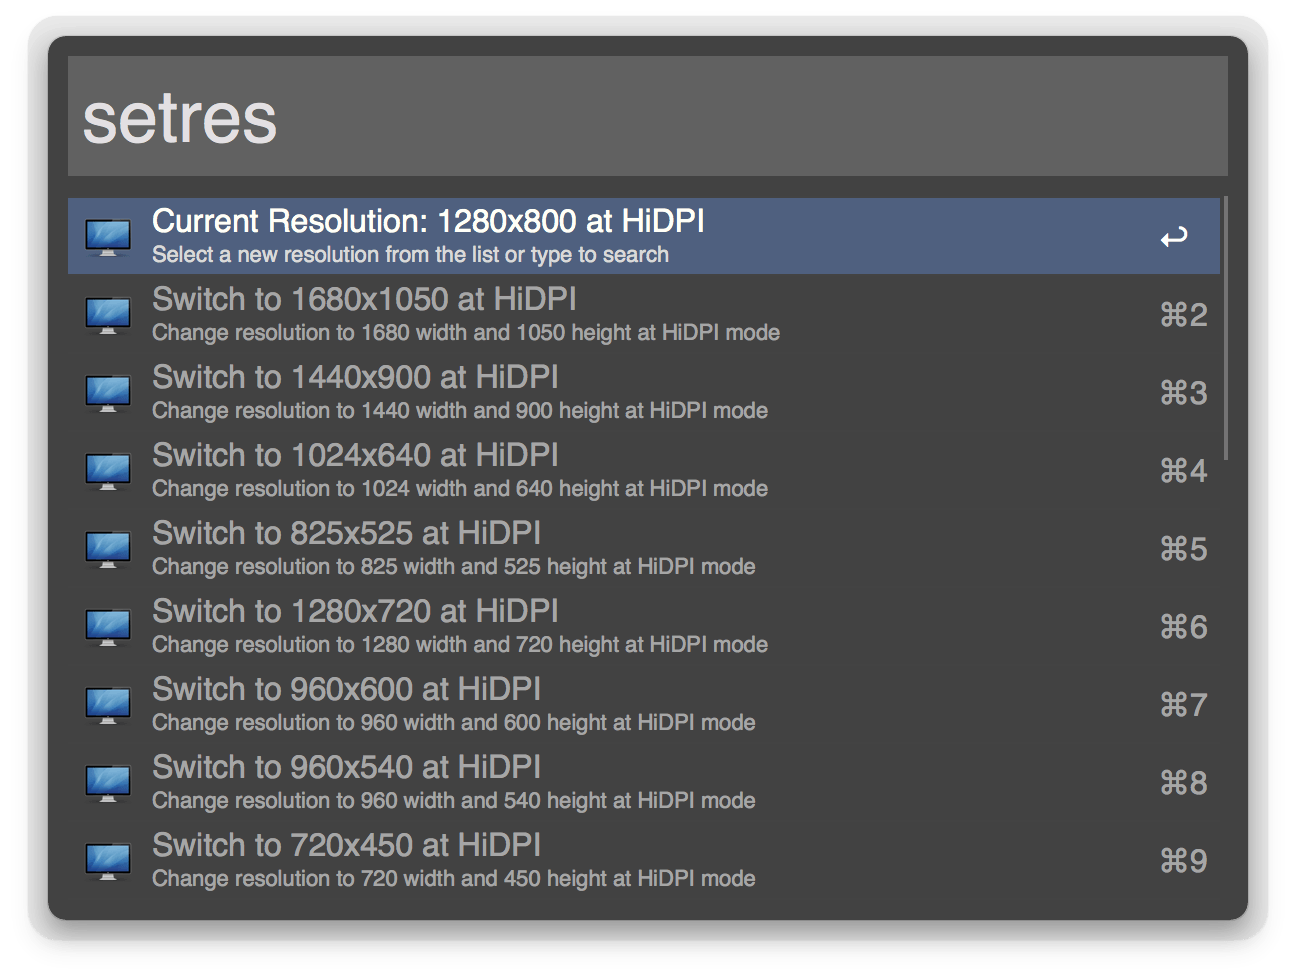 setres
Current Resolution: 1280x800 at HiDPI
Select a new resolution from the list or type to search
↩
Switch to 1680x1050 at HiDPI
Change resolution to 1680 width and 1050 height at HiDPI mode
⌘2
Switch to 1440x900 at HiDPI
Change resolution to 1440 width and 900 height at HiDPI mode
⌘3
Switch to 1024x640 at HiDPI
Change resolution to 1024 width and 640 height at HiDPI mode
⌘4
Switch to 825x525 at HiDPI
Change resolution to 825 width and 525 height at HiDPI mode
⌘5
Switch to 1280x720 at HiDPI
Change resolution to 1280 width and 720 height at HiDPI mode
⌘6
Switch to 960x600 at HiDPI
Change resolution to 960 width and 600 height at HiDPI mode
⌘7
Switch to 960x540 at HiDPI
Change resolution to 960 width and 540 height at HiDPI mode
⌘8
Switch to 720x450 at HiDPI
Change resolution to 720 width and 450 height at HiDPI mode
⌘9